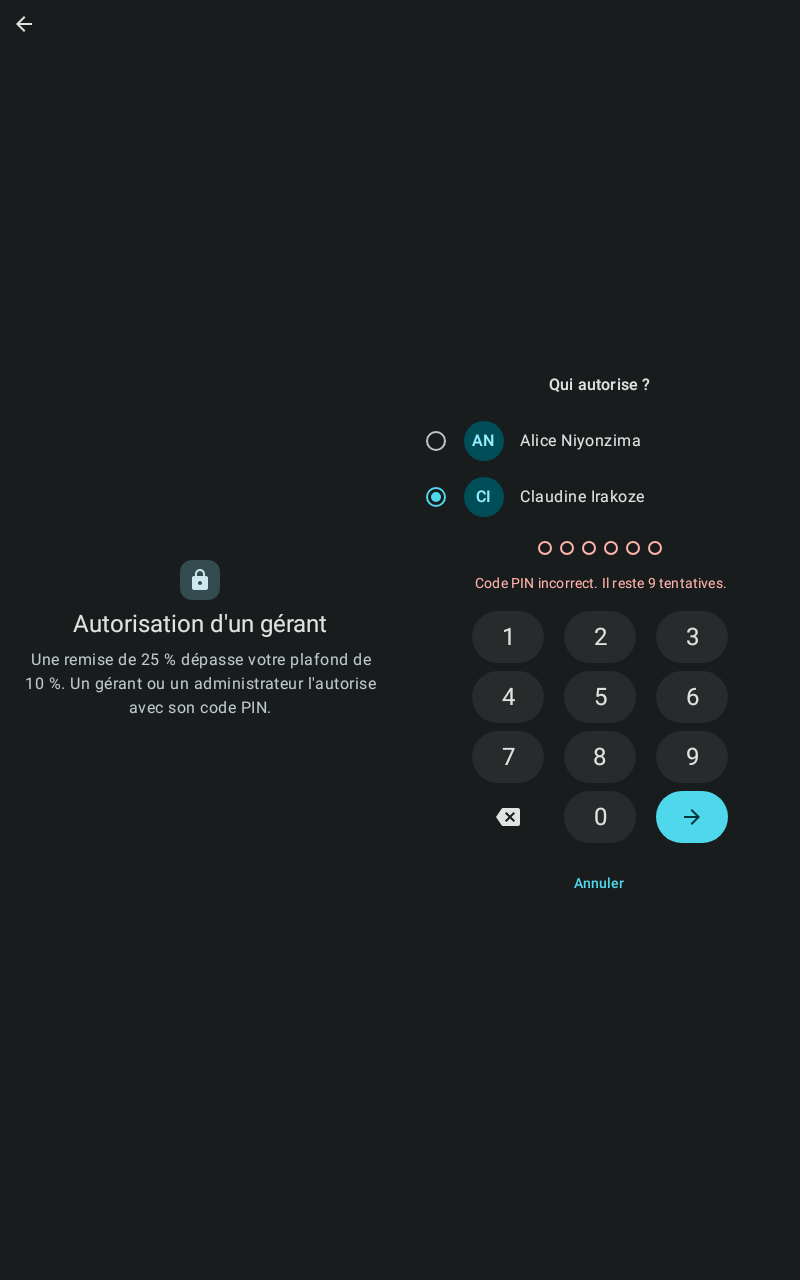 Autorisation d'un gérant
Une remise de 25 % dépasse votre plafond de
10 %. Un gérant ou un administrateur l'autorise
avec son code PIN.
Qui autorise ?
AN Alice Niyonzima
CI Claudine Irakoze
Code PIN incorrect. Il reste 9 tentatives.
1 2 3
4 5 6
7 8 9
0
Annuler